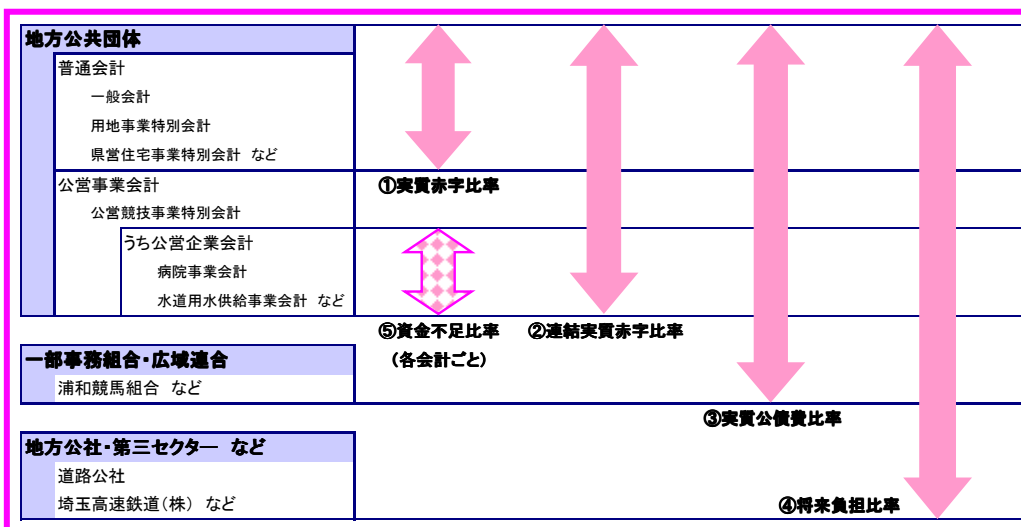 地方公共団体
普通会計
一般会計
用地事業特別会計
県営住宅事業特別会計 など
公営事業会計
①実質赤字比率
公営競技事業特別会計
うち公営企業会計
病院事業会計
水道用水供給事業会計 など
⑤資金不足比率
②連結実質赤字比率
(各会計ごと)
一部事務組合・広域連合
浦和競馬組合 など
③実質公債費比率
地方公社・第三セクター など
道路公社
埼玉高速鉄道(株) など
④将来負担比率